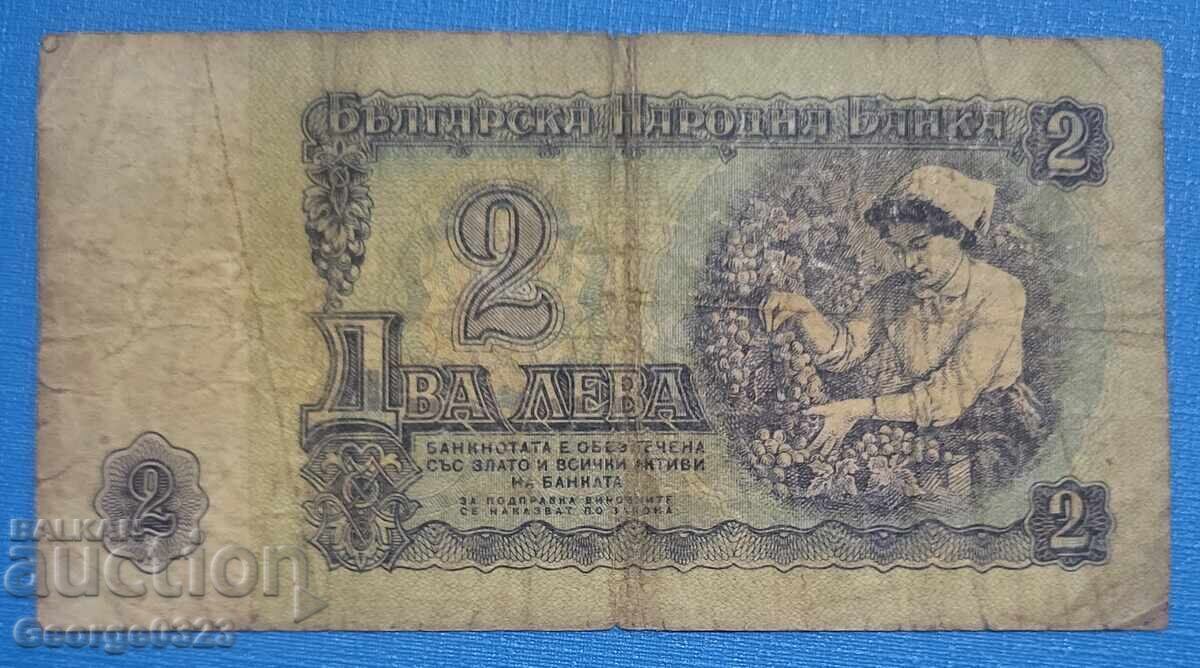 Българска Народна Банка
2
2
Два лева
Банкнотата е обезпечена
със злато и всички активи
на банката
За подправка виновните
се наказват по закона
2
2
БАЛКАН
auction
George0323